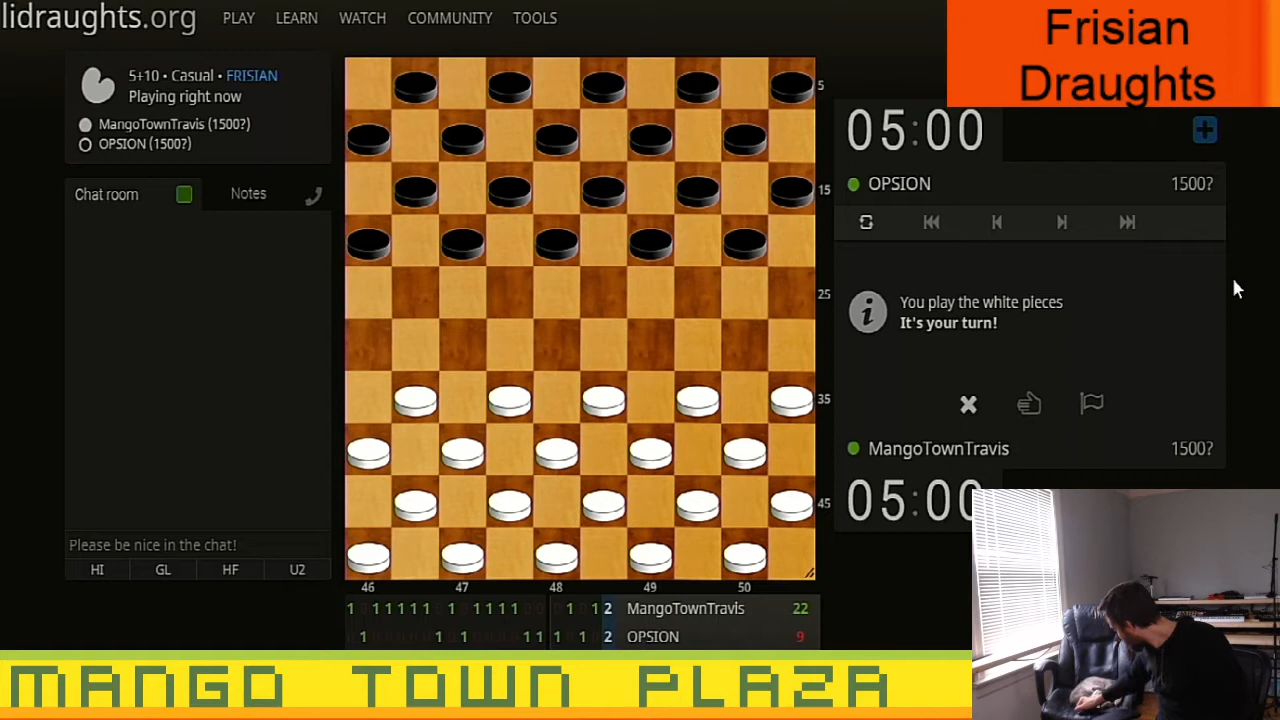 lidraughts.org
PLAY LEARN WATCH COMMUNITY TOOLS
Frisian
Draughts
5+10 • Casual • FRISIAN
Playing right now
MangoTownTravis (1500?)
OPSION (1500?)
Chat room
Notes
Please be nice in the chat!
HI GL HF U2
5
15
25
35
45
46 47 48 49 50
MangoTownTravis 22
OPSION 9
05:00
OPSION 1500?
You play the white pieces
It's your turn!
MangoTownTravis 1500?
05:00
MANGO TOWN PLAZA